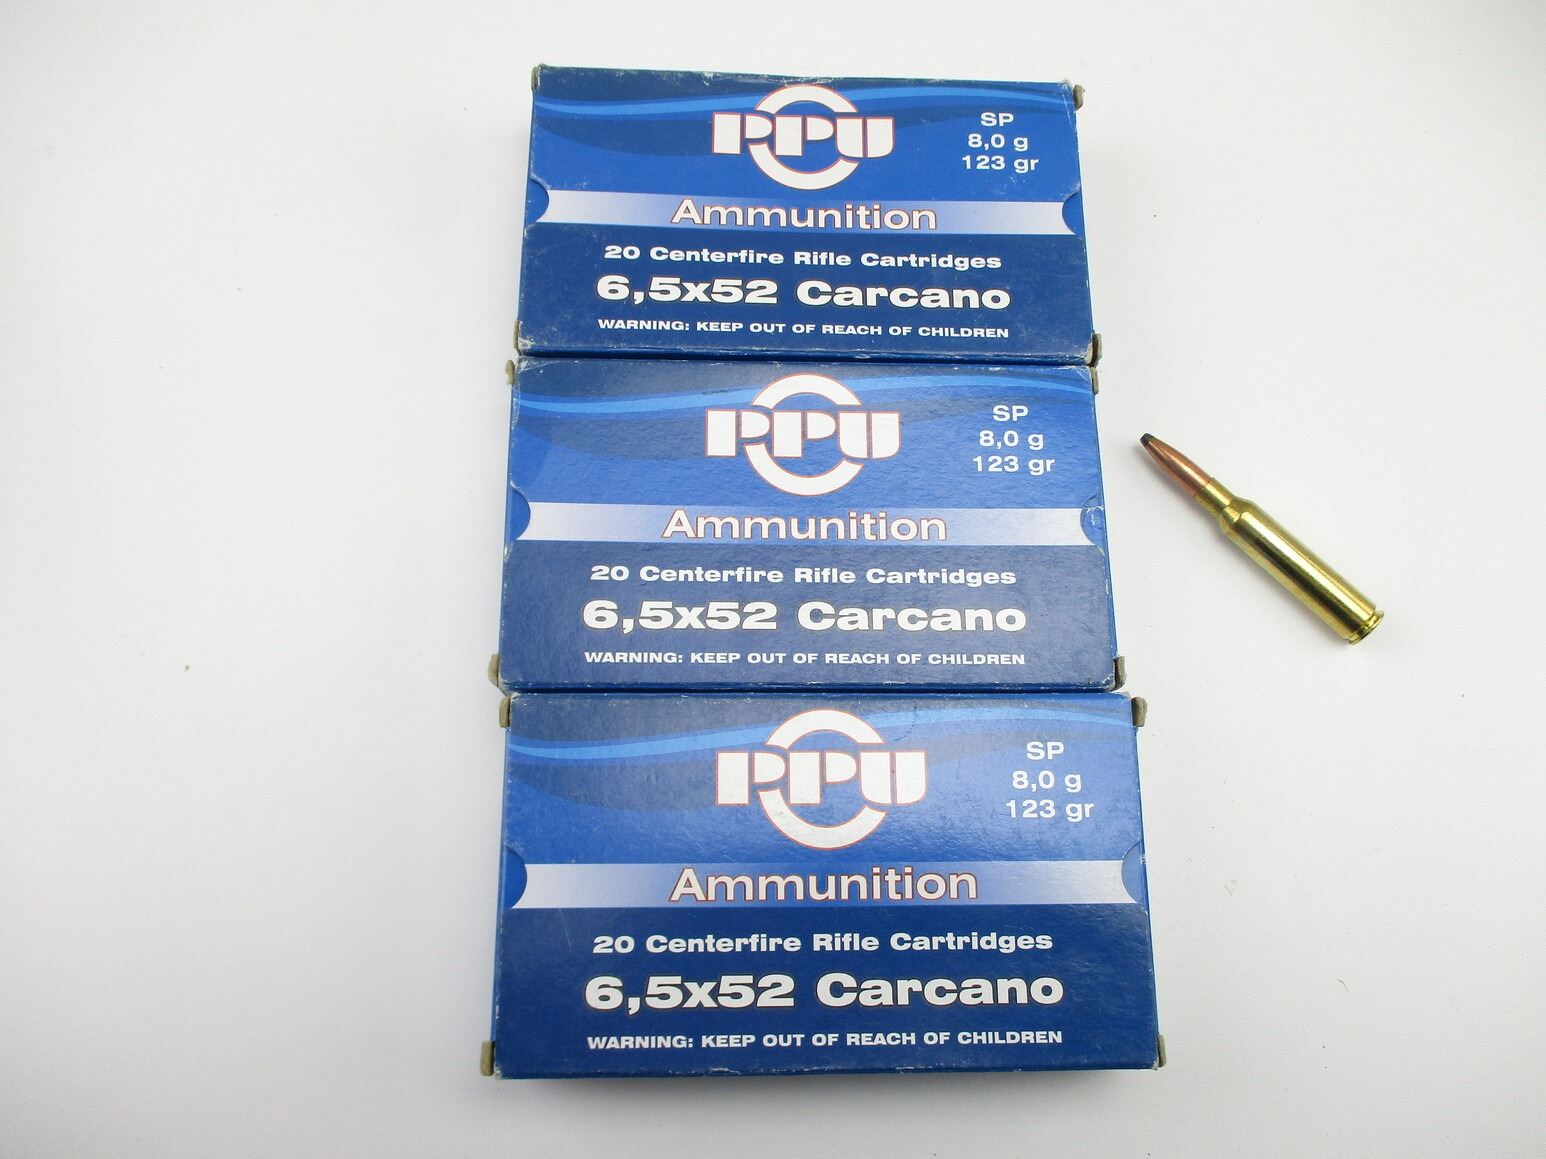 PPU
SP
8,0 g
123 gr
Ammunition
20 Centerfire Rifle Cartridges
6,5x52 Carcano
WARNING: KEEP OUT OF REACH OF CHILDREN
PPU
SP
8,0 g
123 gr
Ammunition
20 Centerfire Rifle Cartridges
6,5x52 Carcano
WARNING: KEEP OUT OF REACH OF CHILDREN
PPU
SP
8,0 g
123 gr
Ammunition
20 Centerfire Rifle Cartridges
6,5x52 Carcano
WARNING: KEEP OUT OF REACH OF CHILDREN